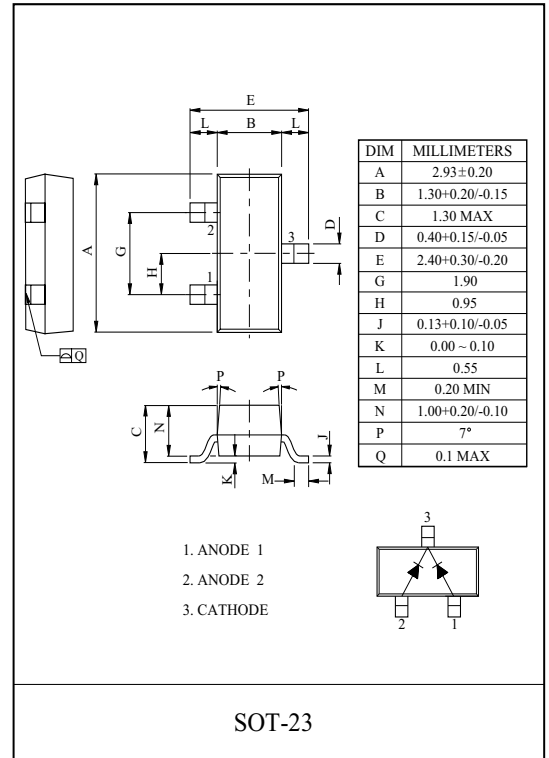 E
L B L
A
G
H
2
1
3
D
Q
P P
C
N
K
M
J
DIM MILLIMETERS
A 2.93±0.20
B 1.30+0.20/-0.15
C 1.30 MAX
D 0.40+0.15/-0.05
E 2.40+0.30/-0.20
G 1.90
H 0.95
J 0.13+0.10/-0.05
K 0.00 ~ 0.10
L 0.55
M 0.20 MIN
N 1.00+0.20/-0.10
P 7°
Q 0.1 MAX
1. ANODE 1
2. ANODE 2
3. CATHODE
3
2 1
SOT-23